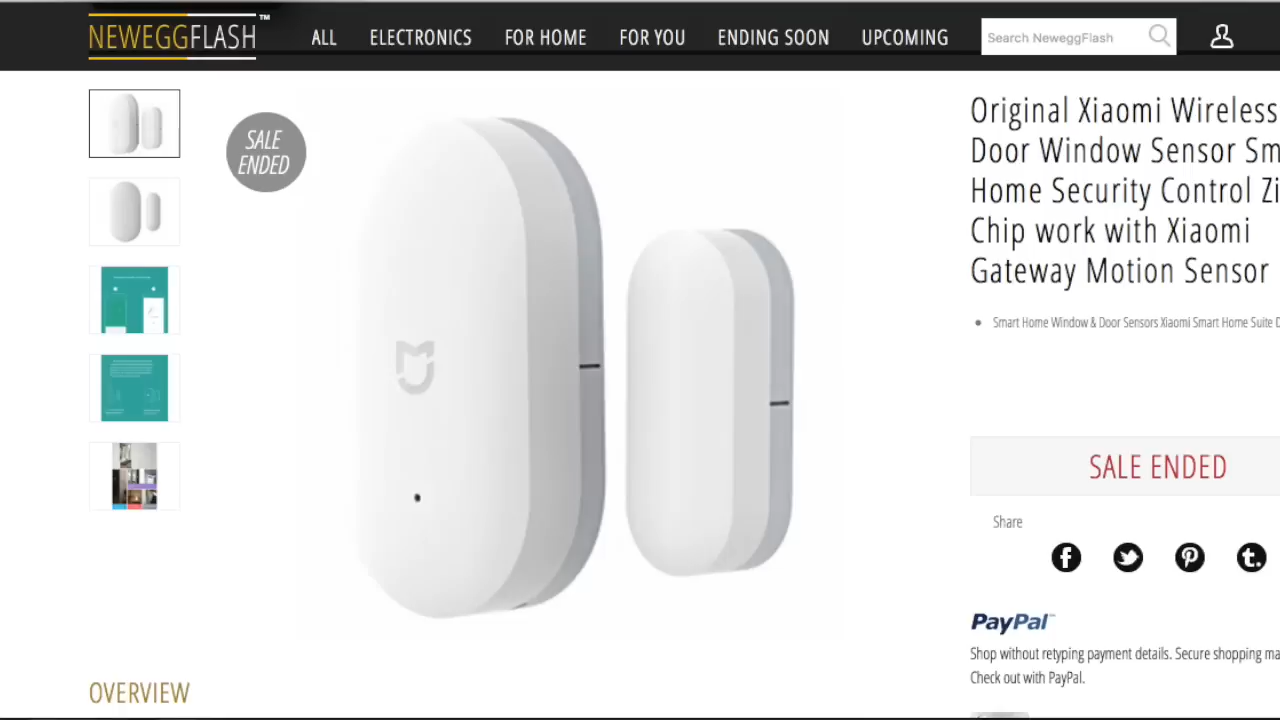 NEWEGGFLASH™
ALL ELECTRONICS FOR HOME FOR YOU ENDING SOON UPCOMING
Search NeweggFlash
SALE
ENDED
Original Xiaomi Wireless
Door Window Sensor Sm
Home Security Control Zi
Chip work with Xiaomi
Gateway Motion Sensor
Smart Home Window & Door Sensors Xiaomi Smart Home Suite D
SALE ENDED
Share
PayPal™
Shop without retyping payment details. Secure shopping ma
Check out with PayPal.
OVERVIEW